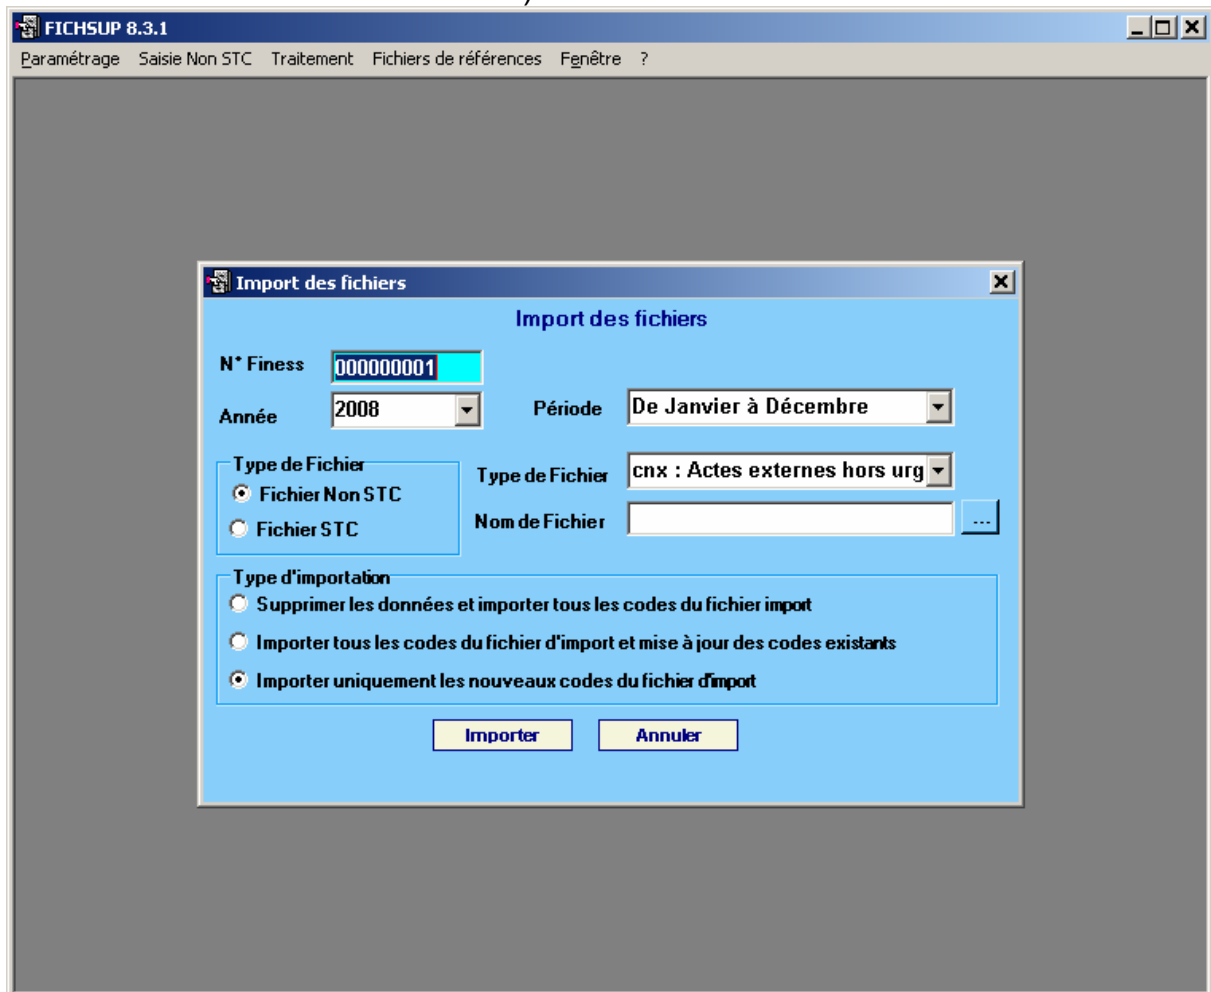 FICHSUP 8.3.1
Paramétrage Saisie Non STC Traitement Fichiers de références Fenêtre ?
Import des fichiers
Import des fichiers
N° Finess 000000001
Année 2008 Période De Janvier à Décembre
Type de Fichier
Fichier Non STC
Fichier STC
Type de Fichier cnx : Actes externes hors urg
Nom de Fichier ...
Type d'importation
Supprimer les données et importer tous les codes du fichier import
Importer tous les codes du fichier d'import et mise à jour des codes existants
Importer uniquement les nouveaux codes du fichier d'import
Importer Annuler